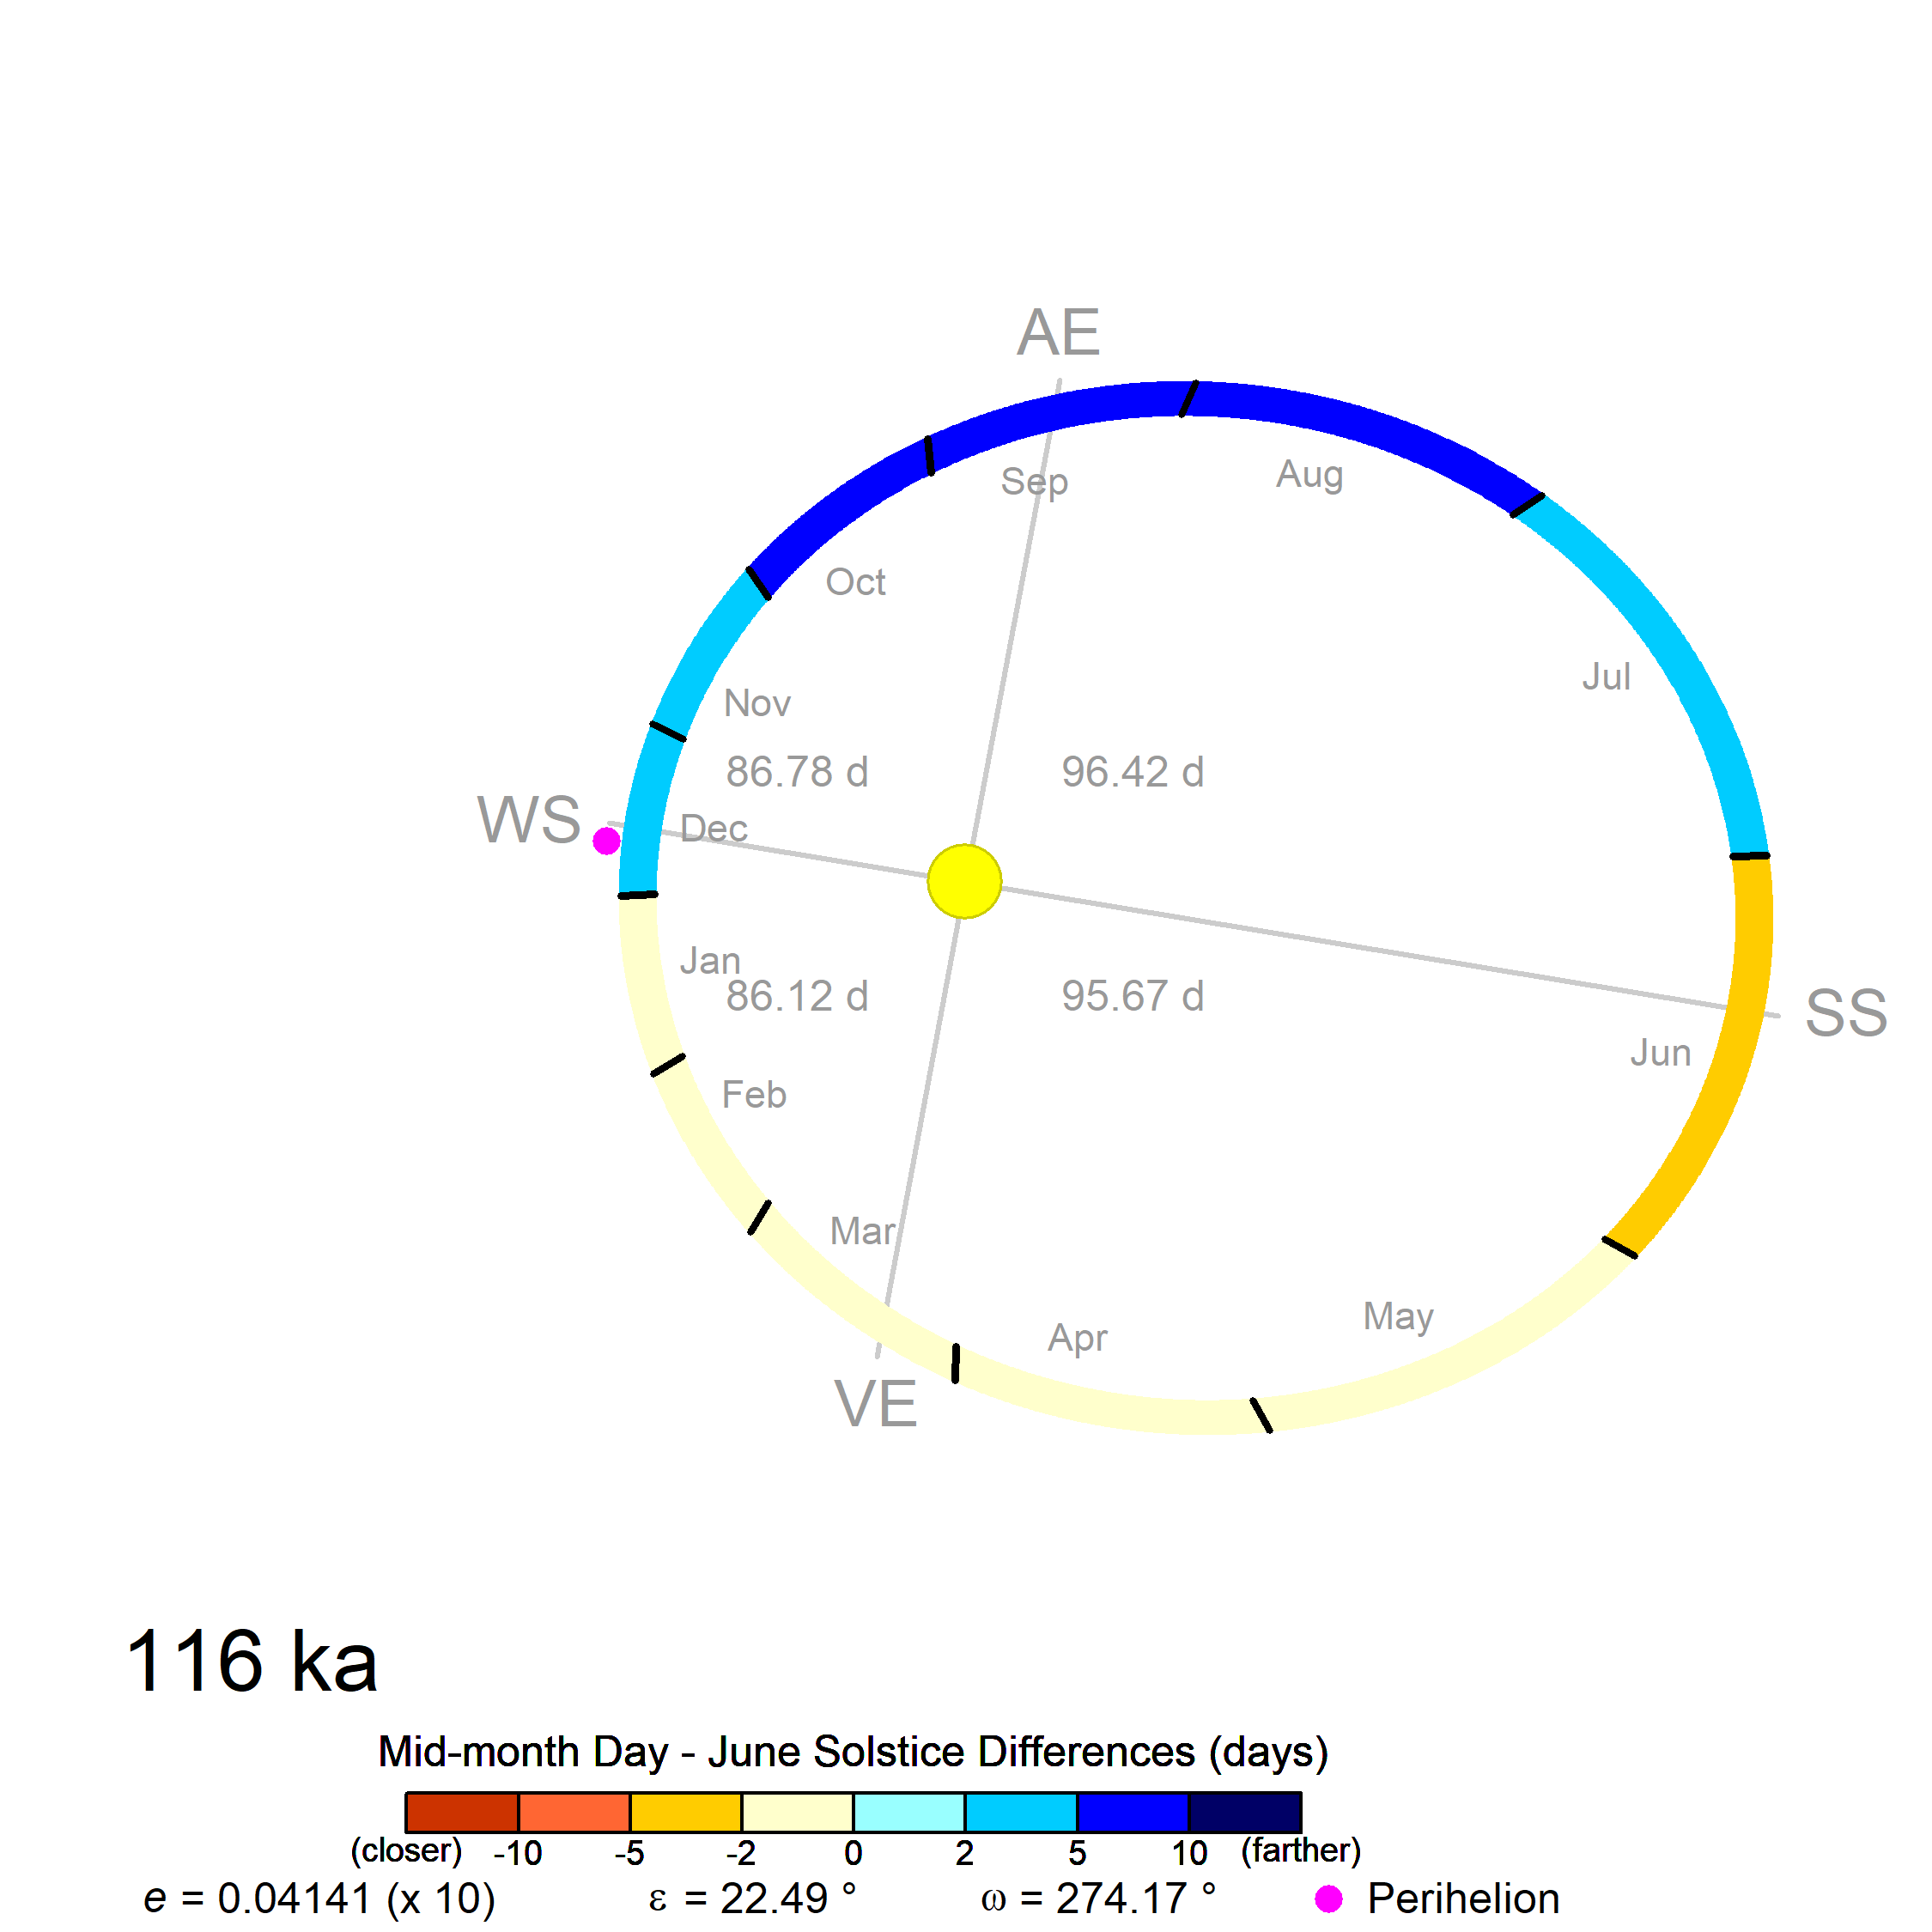 AE
Sep
Aug
Oct
Jul
Nov
86.78 d
96.42 d
WS
Dec
Jan
86.12 d
95.67 d
SS
Jun
Feb
Mar
Apr
May
VE
116 ka
Mid-month Day - June Solstice Differences (days)
(closer) -10 -5 -2 0 2 5 10 (farther)
e = 0.04141 (x 10) ε = 22.49 ° ω = 274.17 ° Perihelion